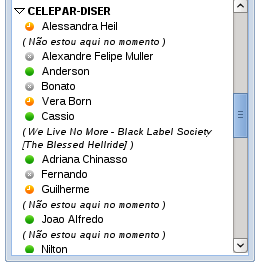 CELEPAR-DISER
Alessandra Heil
( Não estou aqui no momento )
Alexandre Felipe Muller
Anderson
Bonato
Vera Born
Cassio
( We Live No More - Black Label Society
[The Blessed Hellride] )
Adriana Chinasso
Fernando
Guilherme
( Não estou aqui no momento )
Joao Alfredo
( Não estou aqui no momento )
Nilton